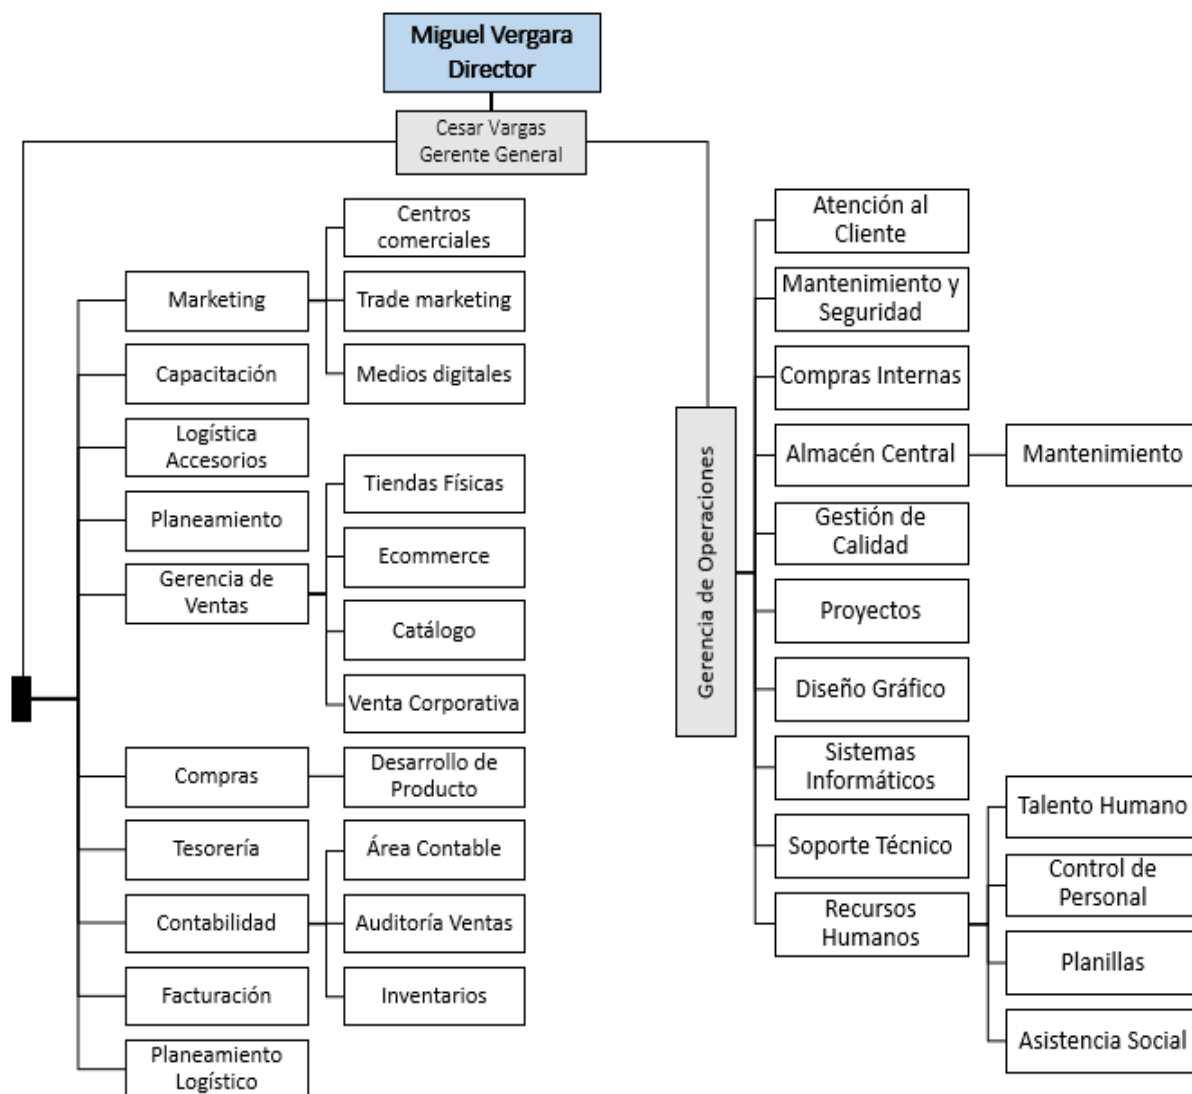 Miguel Vergara
Director
Cesar Vargas
Gerente General
Marketing
Centros
comerciales
Trade marketing
Medios digitales
Capacitación
Logística
Accesorios
Planeamiento
Gerencia de
Ventas
Tiendas Físicas
Ecommerce
Catálogo
Venta Corporativa
Compras
Desarrollo de
Producto
Tesorería
Contabilidad
Área Contable
Auditoría Ventas
Inventarios
Facturación
Planeamiento
Logístico
Gerencia de Operaciones
Atención al
Cliente
Mantenimiento y
Seguridad
Compras Internas
Almacén Central
Mantenimiento
Gestión de
Calidad
Proyectos
Diseño Gráfico
Sistemas
Informáticos
Soporte Técnico
Recursos
Humanos
Talento Humano
Control de
Personal
Planillas
Asistencia Social